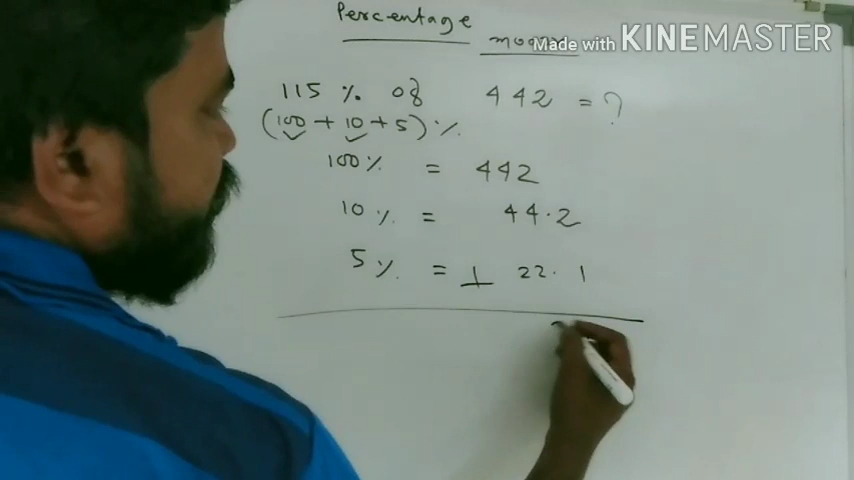 Percentage
Made with KINEMASTER
115 % of 442 = ?
(100 + 10 + 5) %
100% = 442
10 % = 44.2
5 % = 22.1